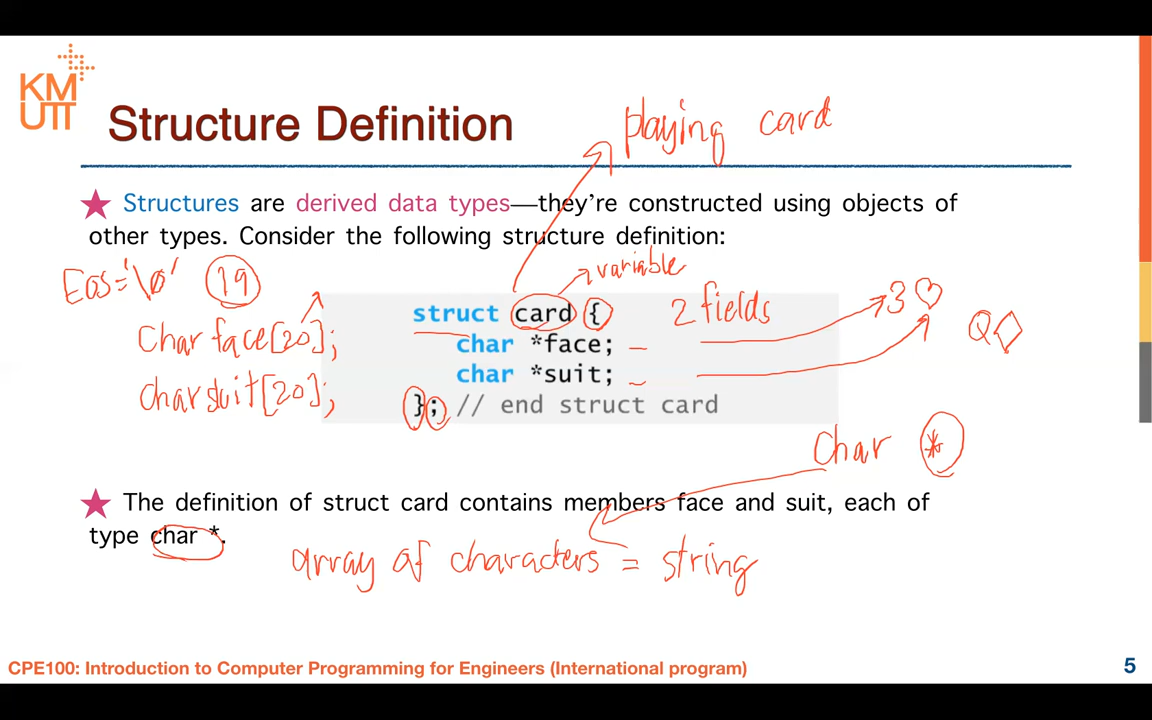 KM
UTT
Structure Definition
playing card
★ Structures are derived data types—they’re constructed using objects of
other types. Consider the following structure definition:
EOS='\0' 19
variable
struct card {
2 fields
3♡
Q◇
char *face;
char face[20];
char *suit;
char suit[20];
}; // end struct card
char *
★ The definition of struct card contains members face and suit, each of
type char *.
array of characters = string
CPE100: Introduction to Computer Programming for Engineers (International program)
5